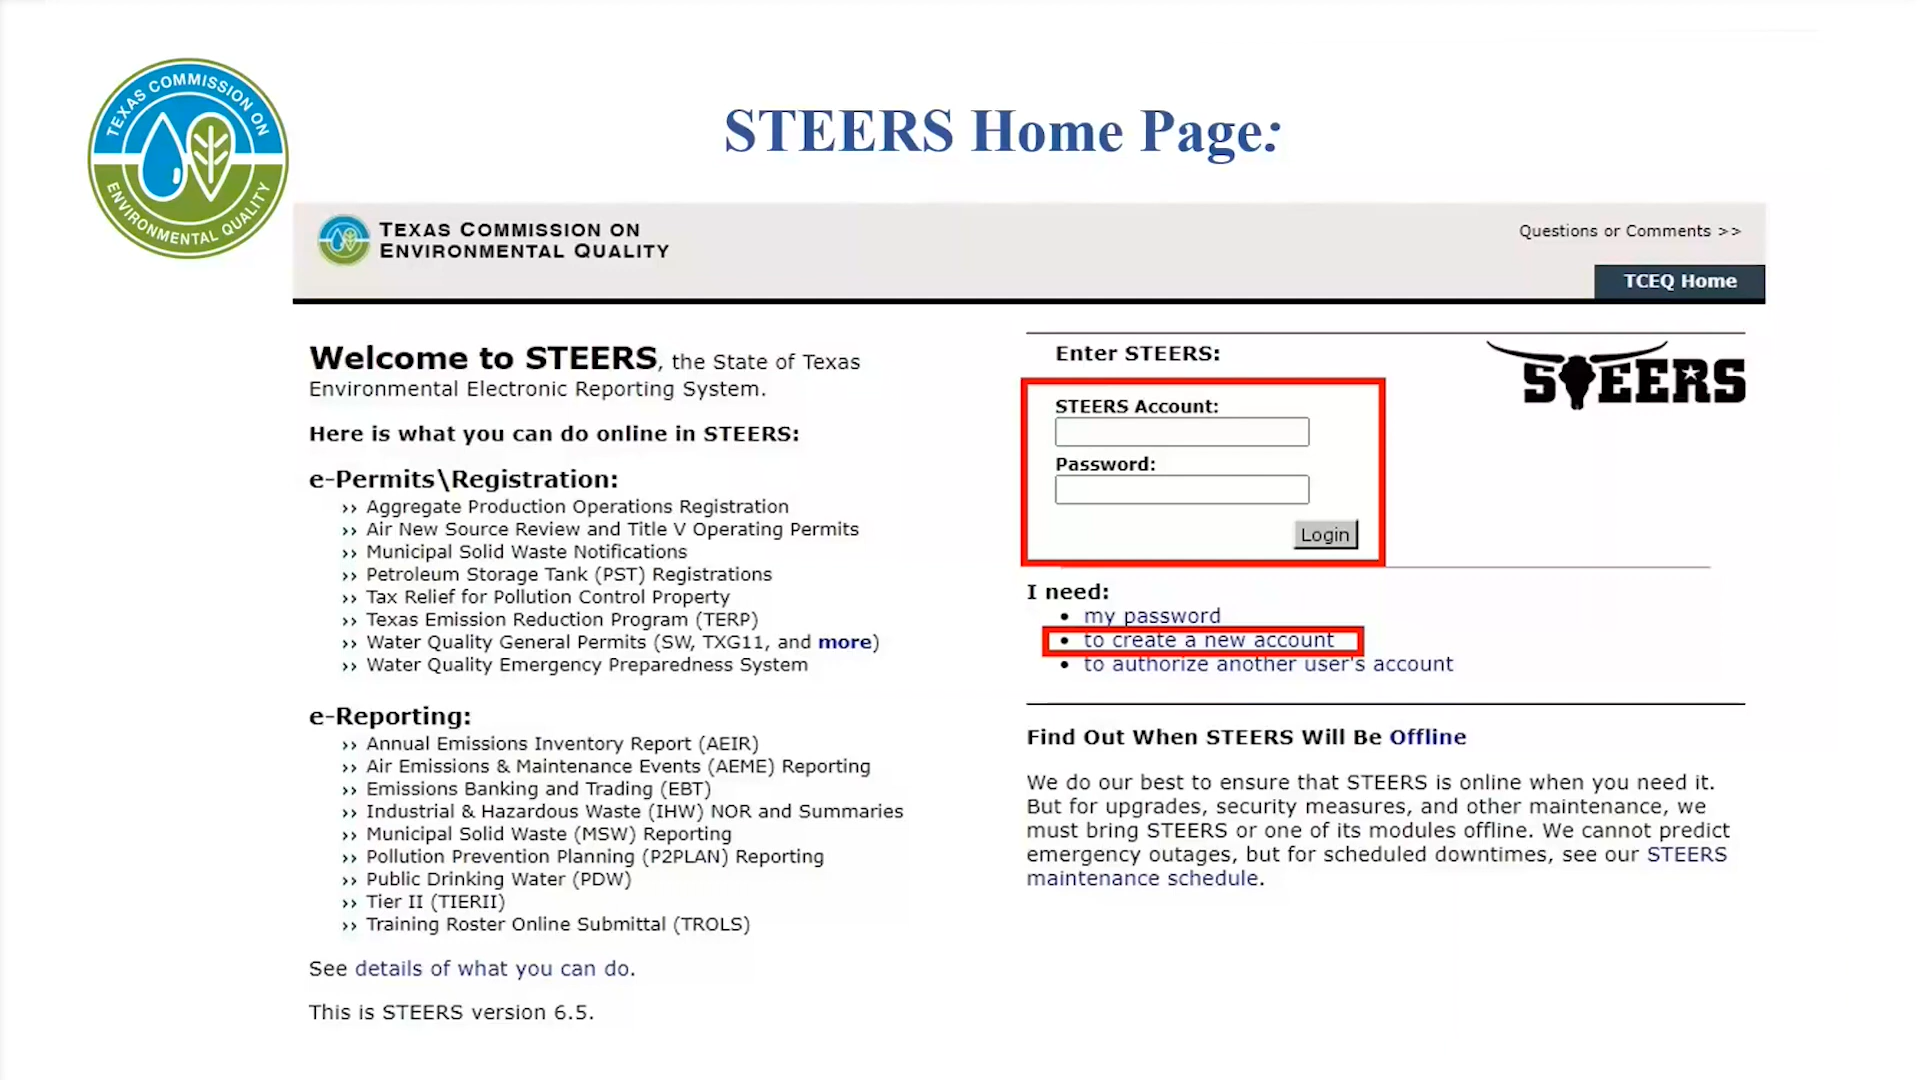 TEXAS COMMISSION ON
ENVIRONMENTAL QUALITY
STEERS Home Page:
TEXAS COMMISSION ON
ENVIRONMENTAL QUALITY
Questions or Comments >>
TCEQ Home
Welcome to STEERS, the State of Texas
Environmental Electronic Reporting System.
Here is what you can do online in STEERS:
e-Permits\Registration:
›› Aggregate Production Operations Registration
›› Air New Source Review and Title V Operating Permits
›› Municipal Solid Waste Notifications
›› Petroleum Storage Tank (PST) Registrations
›› Tax Relief for Pollution Control Property
›› Texas Emission Reduction Program (TERP)
›› Water Quality General Permits (SW, TXG11, and more)
›› Water Quality Emergency Preparedness System
e-Reporting:
›› Annual Emissions Inventory Report (AEIR)
›› Air Emissions & Maintenance Events (AEME) Reporting
›› Emissions Banking and Trading (EBT)
›› Industrial & Hazardous Waste (IHW) NOR and Summaries
›› Municipal Solid Waste (MSW) Reporting
›› Pollution Prevention Planning (P2PLAN) Reporting
›› Public Drinking Water (PDW)
›› Tier II (TIERII)
›› Training Roster Online Submittal (TROLS)
See details of what you can do.
This is STEERS version 6.5.
Enter STEERS:
STEERS
STEERS Account:
Password:
Login
I need:
• my password
• to create a new account
• to authorize another user's account
Find Out When STEERS Will Be Offline
We do our best to ensure that STEERS is online when you need it.
But for upgrades, security measures, and other maintenance, we
must bring STEERS or one of its modules offline. We cannot predict
emergency outages, but for scheduled downtimes, see our STEERS
maintenance schedule.